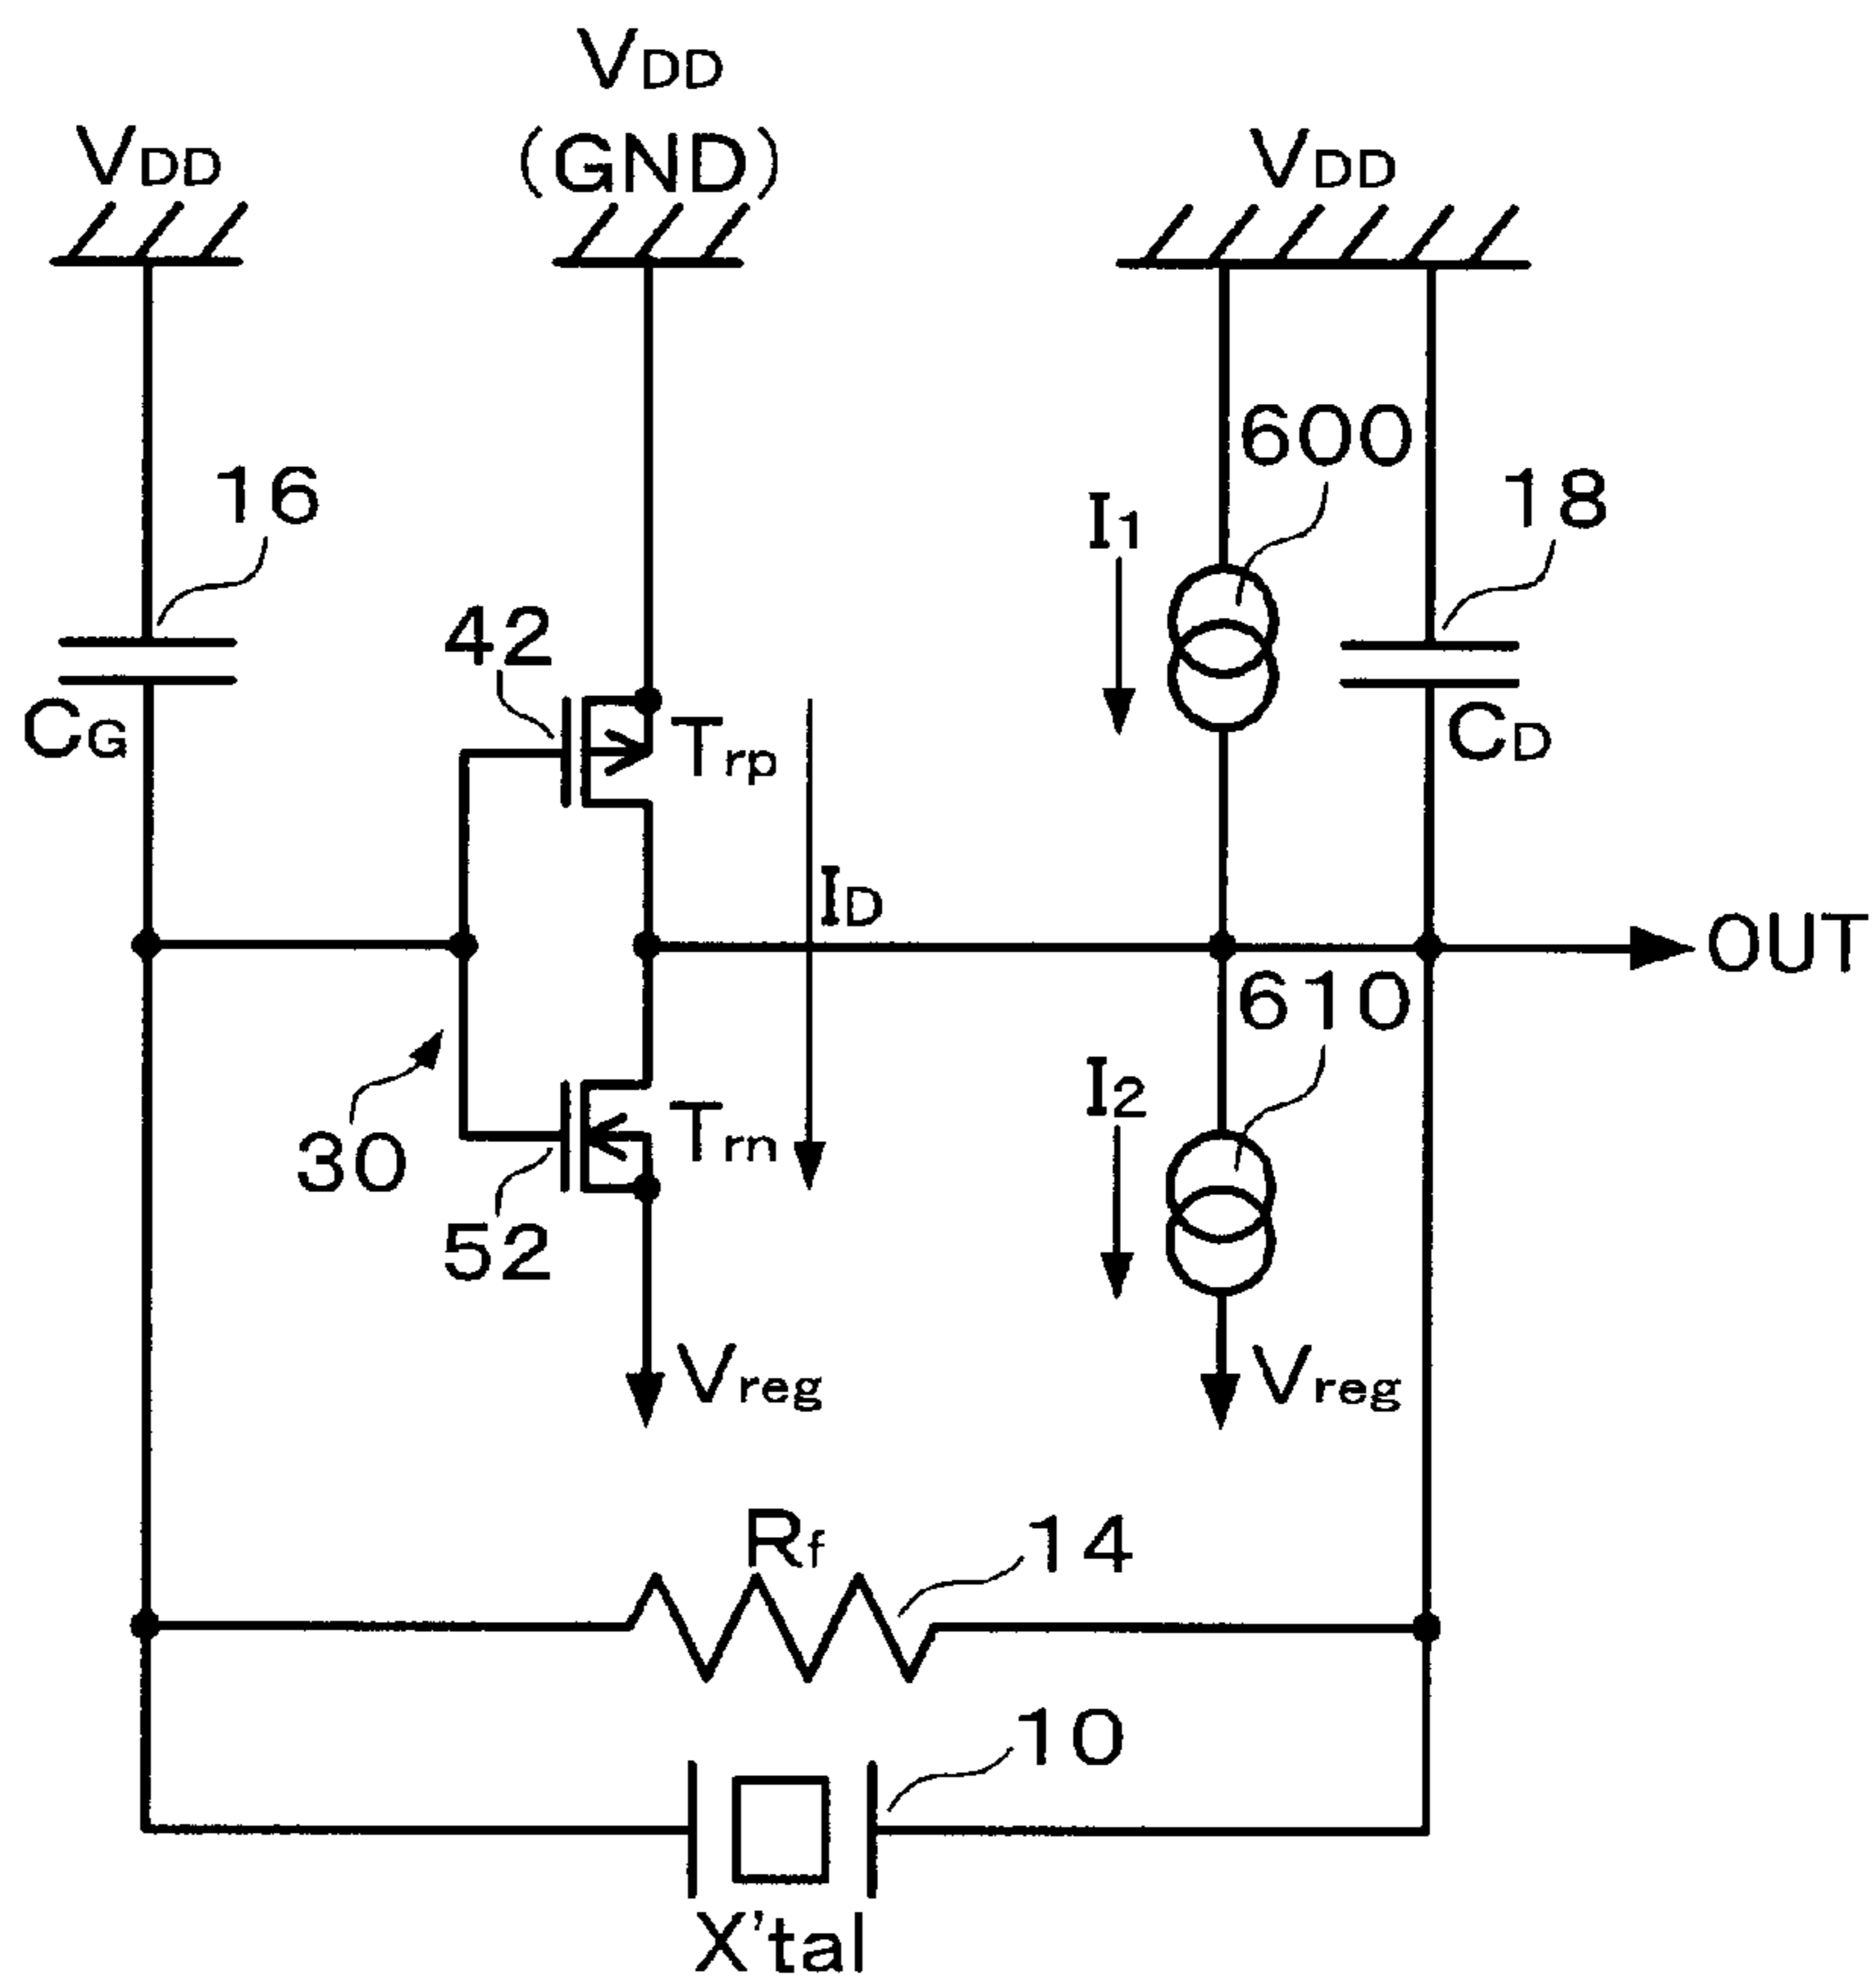 VDD
(GND)
VDD
VDD
600
16
I1
18
42
CG
Trp
CD
ID
OUT
610
I2
Trn
30
52
Vreg
Vreg
Rf
14
10
X'tal